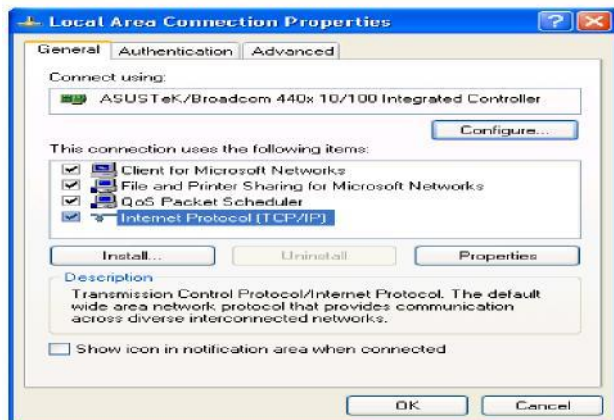 Local Area Connection Properties
General Authentication Advanced
Connect using:
ASUSTeK/Broadcom 440x 10/100 Integrated Controller
Configure...
This connection uses the following items:
Client for Microsoft Networks
File and Printer Sharing for Microsoft Networks
QoS Packet Scheduler
Internet Protocol (TCP/IP)
Install... Uninstall Properties
Description
Transmission Control Protocol/Internet Protocol. The default
wide area network protocol that provides communication
across diverse interconnected networks.
Show icon in notification area when connected
OK Cancel